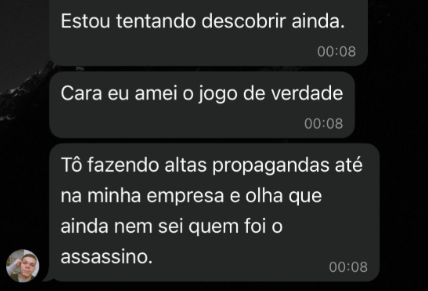 Estou tentando descobrir ainda.
00:08
Cara eu amei o jogo de verdade
00:08
Tô fazendo altas propagandas até
na minha empresa e olha que
ainda nem sei quem foi o
assassino.
00:08